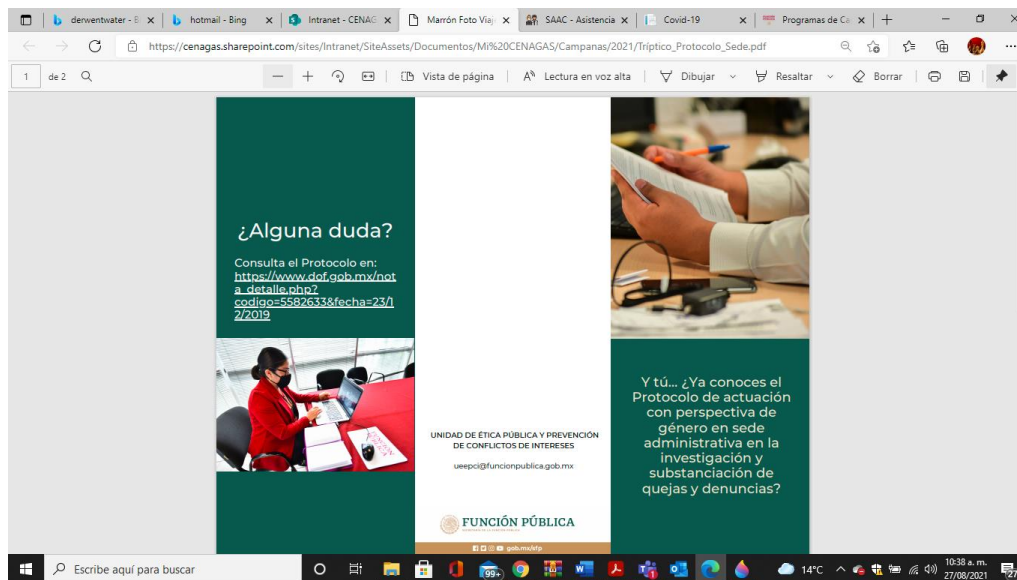 derwentwater - B
hotmail - Bing
Intranet - CENAG
Marrón Foto Viaj
SAAC - Asistencia
Covid-19
Programas de Ca
https://cenagas.sharepoint.com/sites/Intranet/SiteAssets/Documentos/Mi%20CENAGAS/Campanas/2021/Tríptico_Protocolo_Sede.pdf
1 de 2
Vista de página
Lectura en voz alta
Dibujar
Resaltar
Borrar
¿Alguna duda?
Consulta el Protocolo en:
https://www.dof.gob.mx/not
a_detalle.php?
codigo=5582633&fecha=23/1
2/2019
UNIDAD DE ÉTICA PÚBLICA Y PREVENCIÓN
DE CONFLICTOS DE INTERESES
ueepci@funcionpublica.gob.mx
FUNCIÓN PÚBLICA
gob.mx/sfp
Y tú... ¿Ya conoces el
Protocolo de actuación
con perspectiva de
género en sede
administrativa en la
investigación y
substanciación de
quejas y denuncias?
Escribe aquí para buscar
99+
14°C
10:38 a. m.
27/08/2021
27